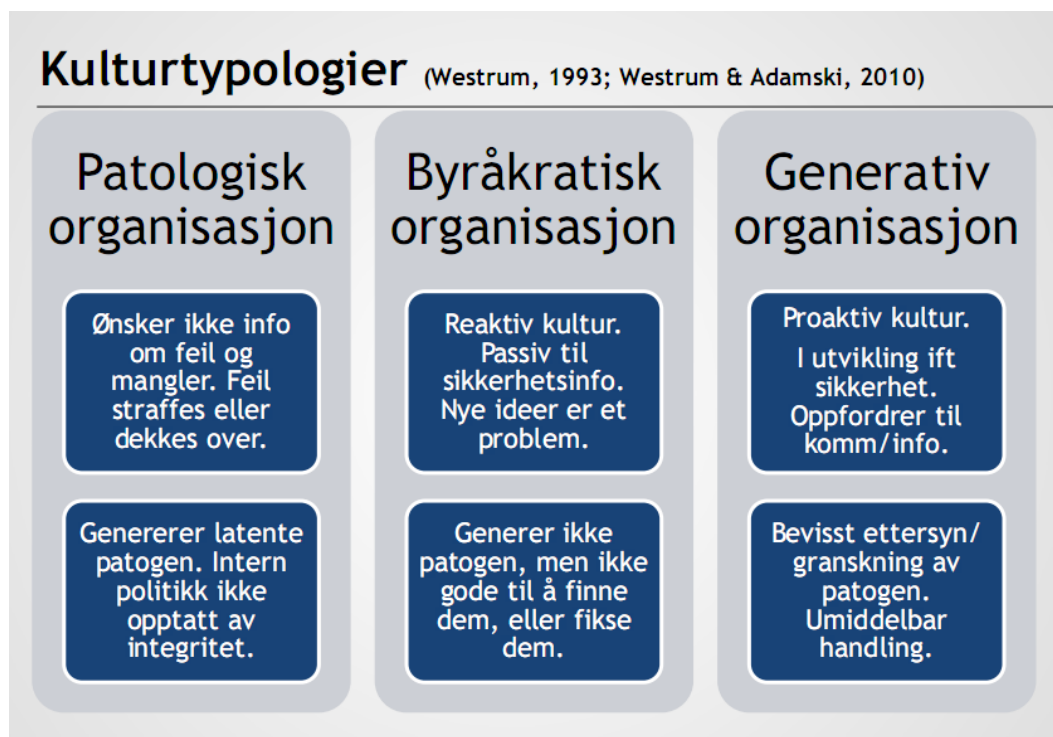 Kulturtypologier (Westrum, 1993; Westrum & Adamski, 2010)
Patologisk
organisasjon
Ønsker ikke info
om feil og
mangler. Feil
straffes eller
dekkes over.
Genererer latente
patogen. Intern
politikk ikke
opptatt av
integritet.
Byråkratisk
organisasjon
Reaktiv kultur.
Passiv til
sikkerhetsinfo.
Nye ideer er et
problem.
Generer ikke
patogen, men ikke
gode til å finne
dem, eller fikse
dem.
Generativ
organisasjon
Proaktiv kultur.
I utvikling ift
sikkerhet.
Oppfordrer til
komm/info.
Bevisst ettersyn/
granskning av
patogen.
Umiddelbar
handling.